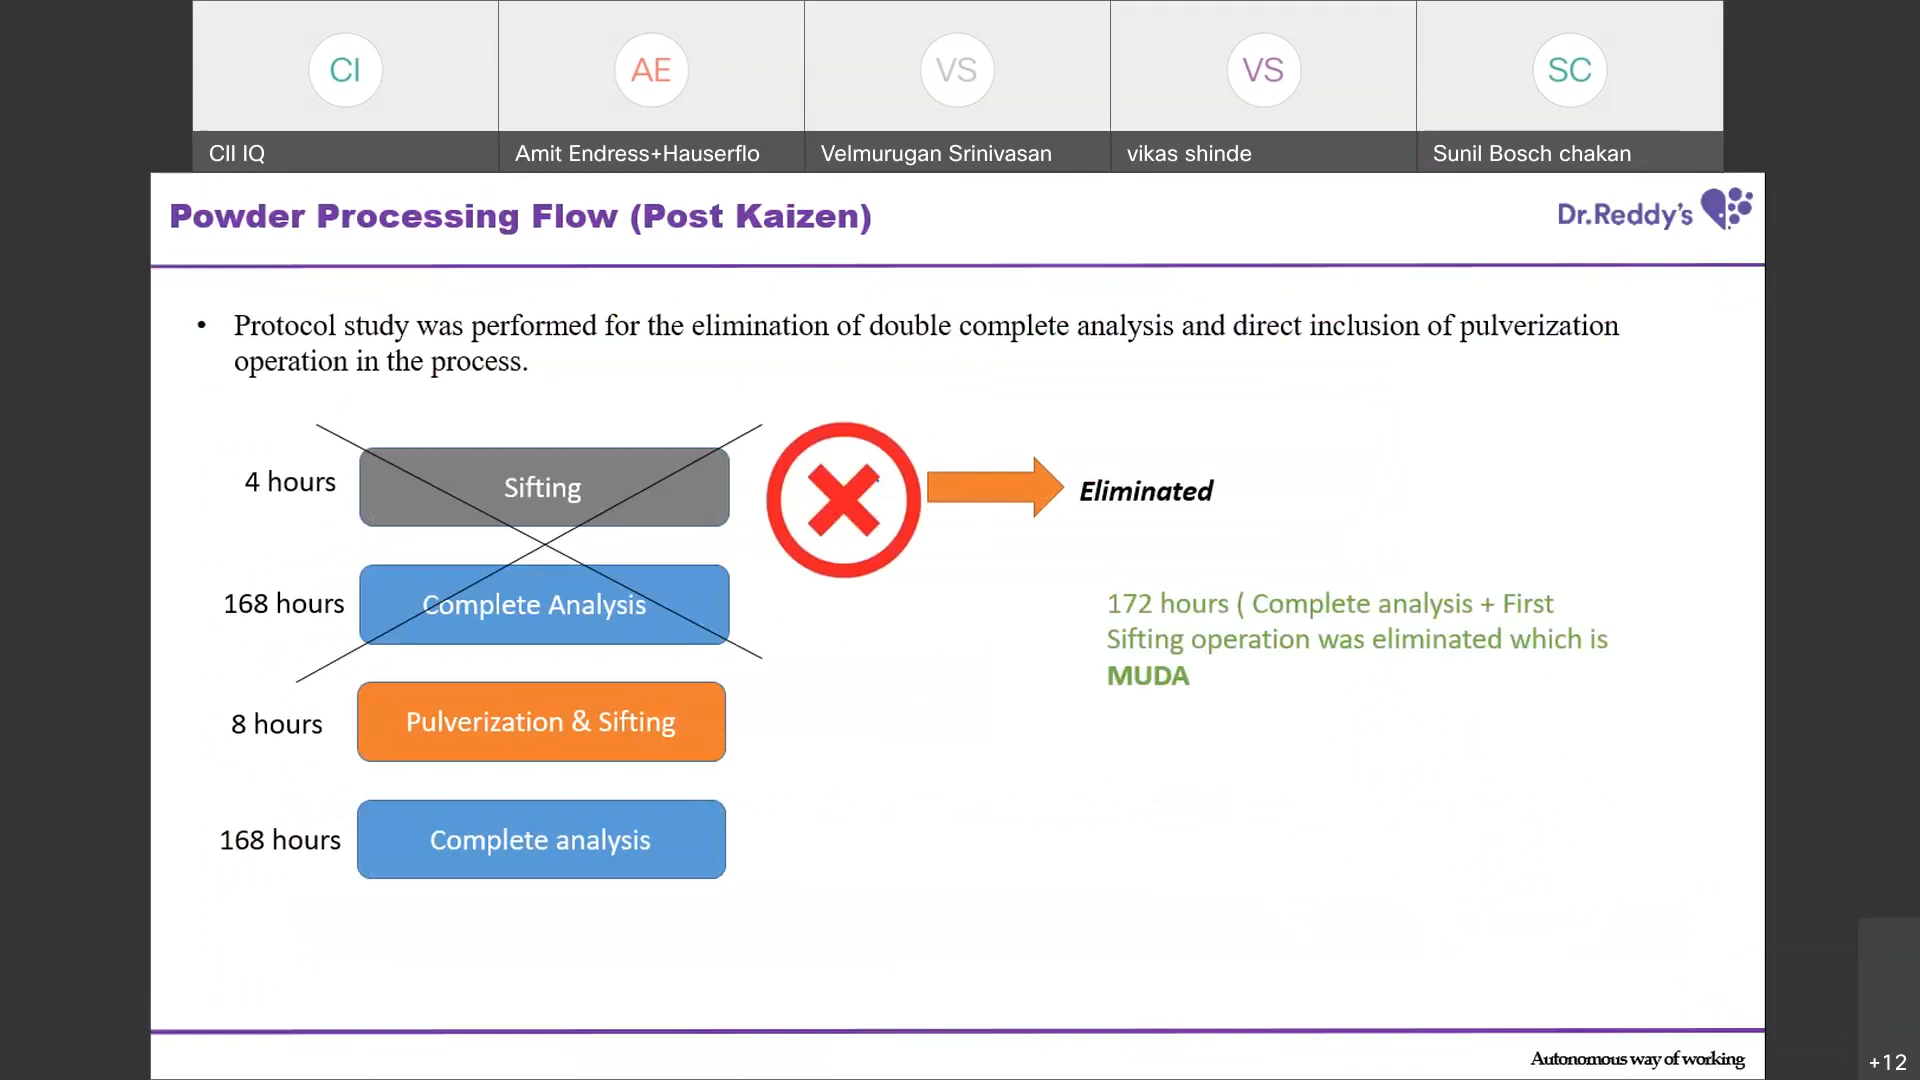 CI
AE
VS
VS
SC
CII IQ
Amit Endress+Hauserflo
Velmurugan Srinivasan
vikas shinde
Sunil Bosch chakan
Powder Processing Flow (Post Kaizen)
Dr.Reddy's
• Protocol study was performed for the elimination of double complete analysis and direct inclusion of pulverization
operation in the process.
4 hours
Sifting
Eliminated
168 hours
Complete Analysis
172 hours ( Complete analysis + First
Sifting operation was eliminated which is
MUDA
8 hours
Pulverization & Sifting
168 hours
Complete analysis
Autonomous way of working
+12